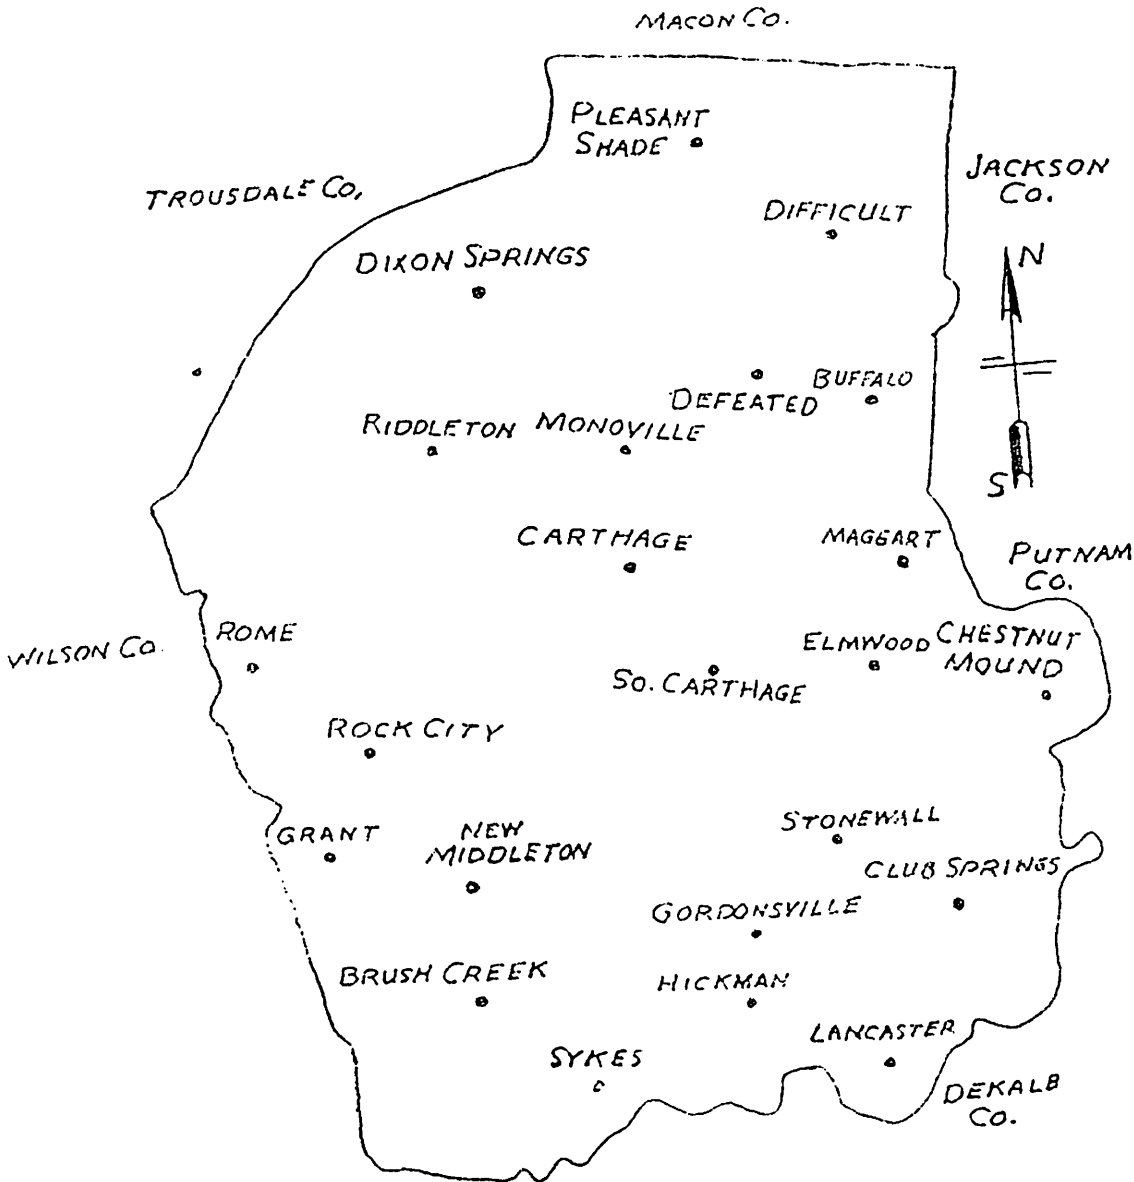 MACON CO.
PLEASANT
SHADE
JACKSON
CO.
TROUSDALE CO,
DIFFICULT
DIXON SPRINGS
N
BUFFALO
DEFEATED
RIDDLETON
MONOVILLE
S
CARTHAGE
MAGGART
PUTNAM
CO.
WILSON CO.
ROME
ELMWOOD
CHESTNUT
MOUND
SO. CARTHAGE
ROCK CITY
STONEWALL
GRANT
NEW
MIDDLETON
CLUB SPRINGS
GORDONSVILLE
BRUSH CREEK
HICKMAN
LANCASTER
SYKES
DEKALB
CO.